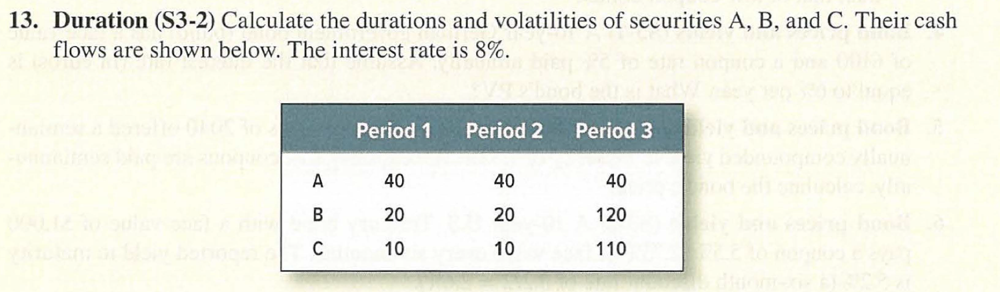 13. Duration (S3-2) Calculate the durations and volatilities of securities A, B, and C. Their cash
flows are shown below. The interest rate is 8%.
Period 1 Period 2 Period 3
A 40 40 40
B 20 20 120
C 10 10 110